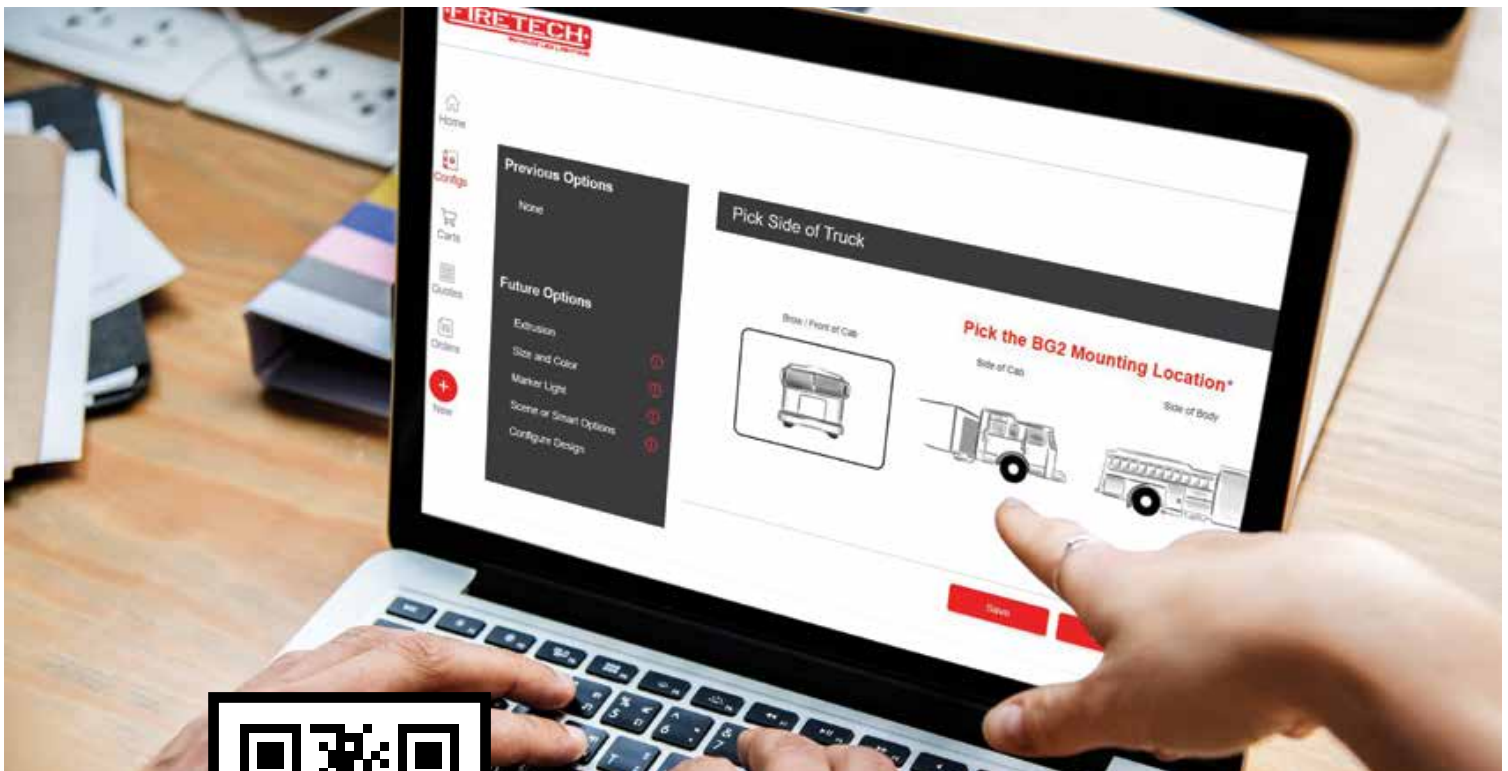 FIRETECH
Home
Configs
Carts
Quotes
Orders
New
Previous Options
None
Future Options
Extrusion
Size and Color
Marker Light
Scene or Smart Options
Configure Design
Pick Side of Truck
Pick the BG2 Mounting Location*
Brow / Front of Cab
Side of Cab
Side of Body
Save